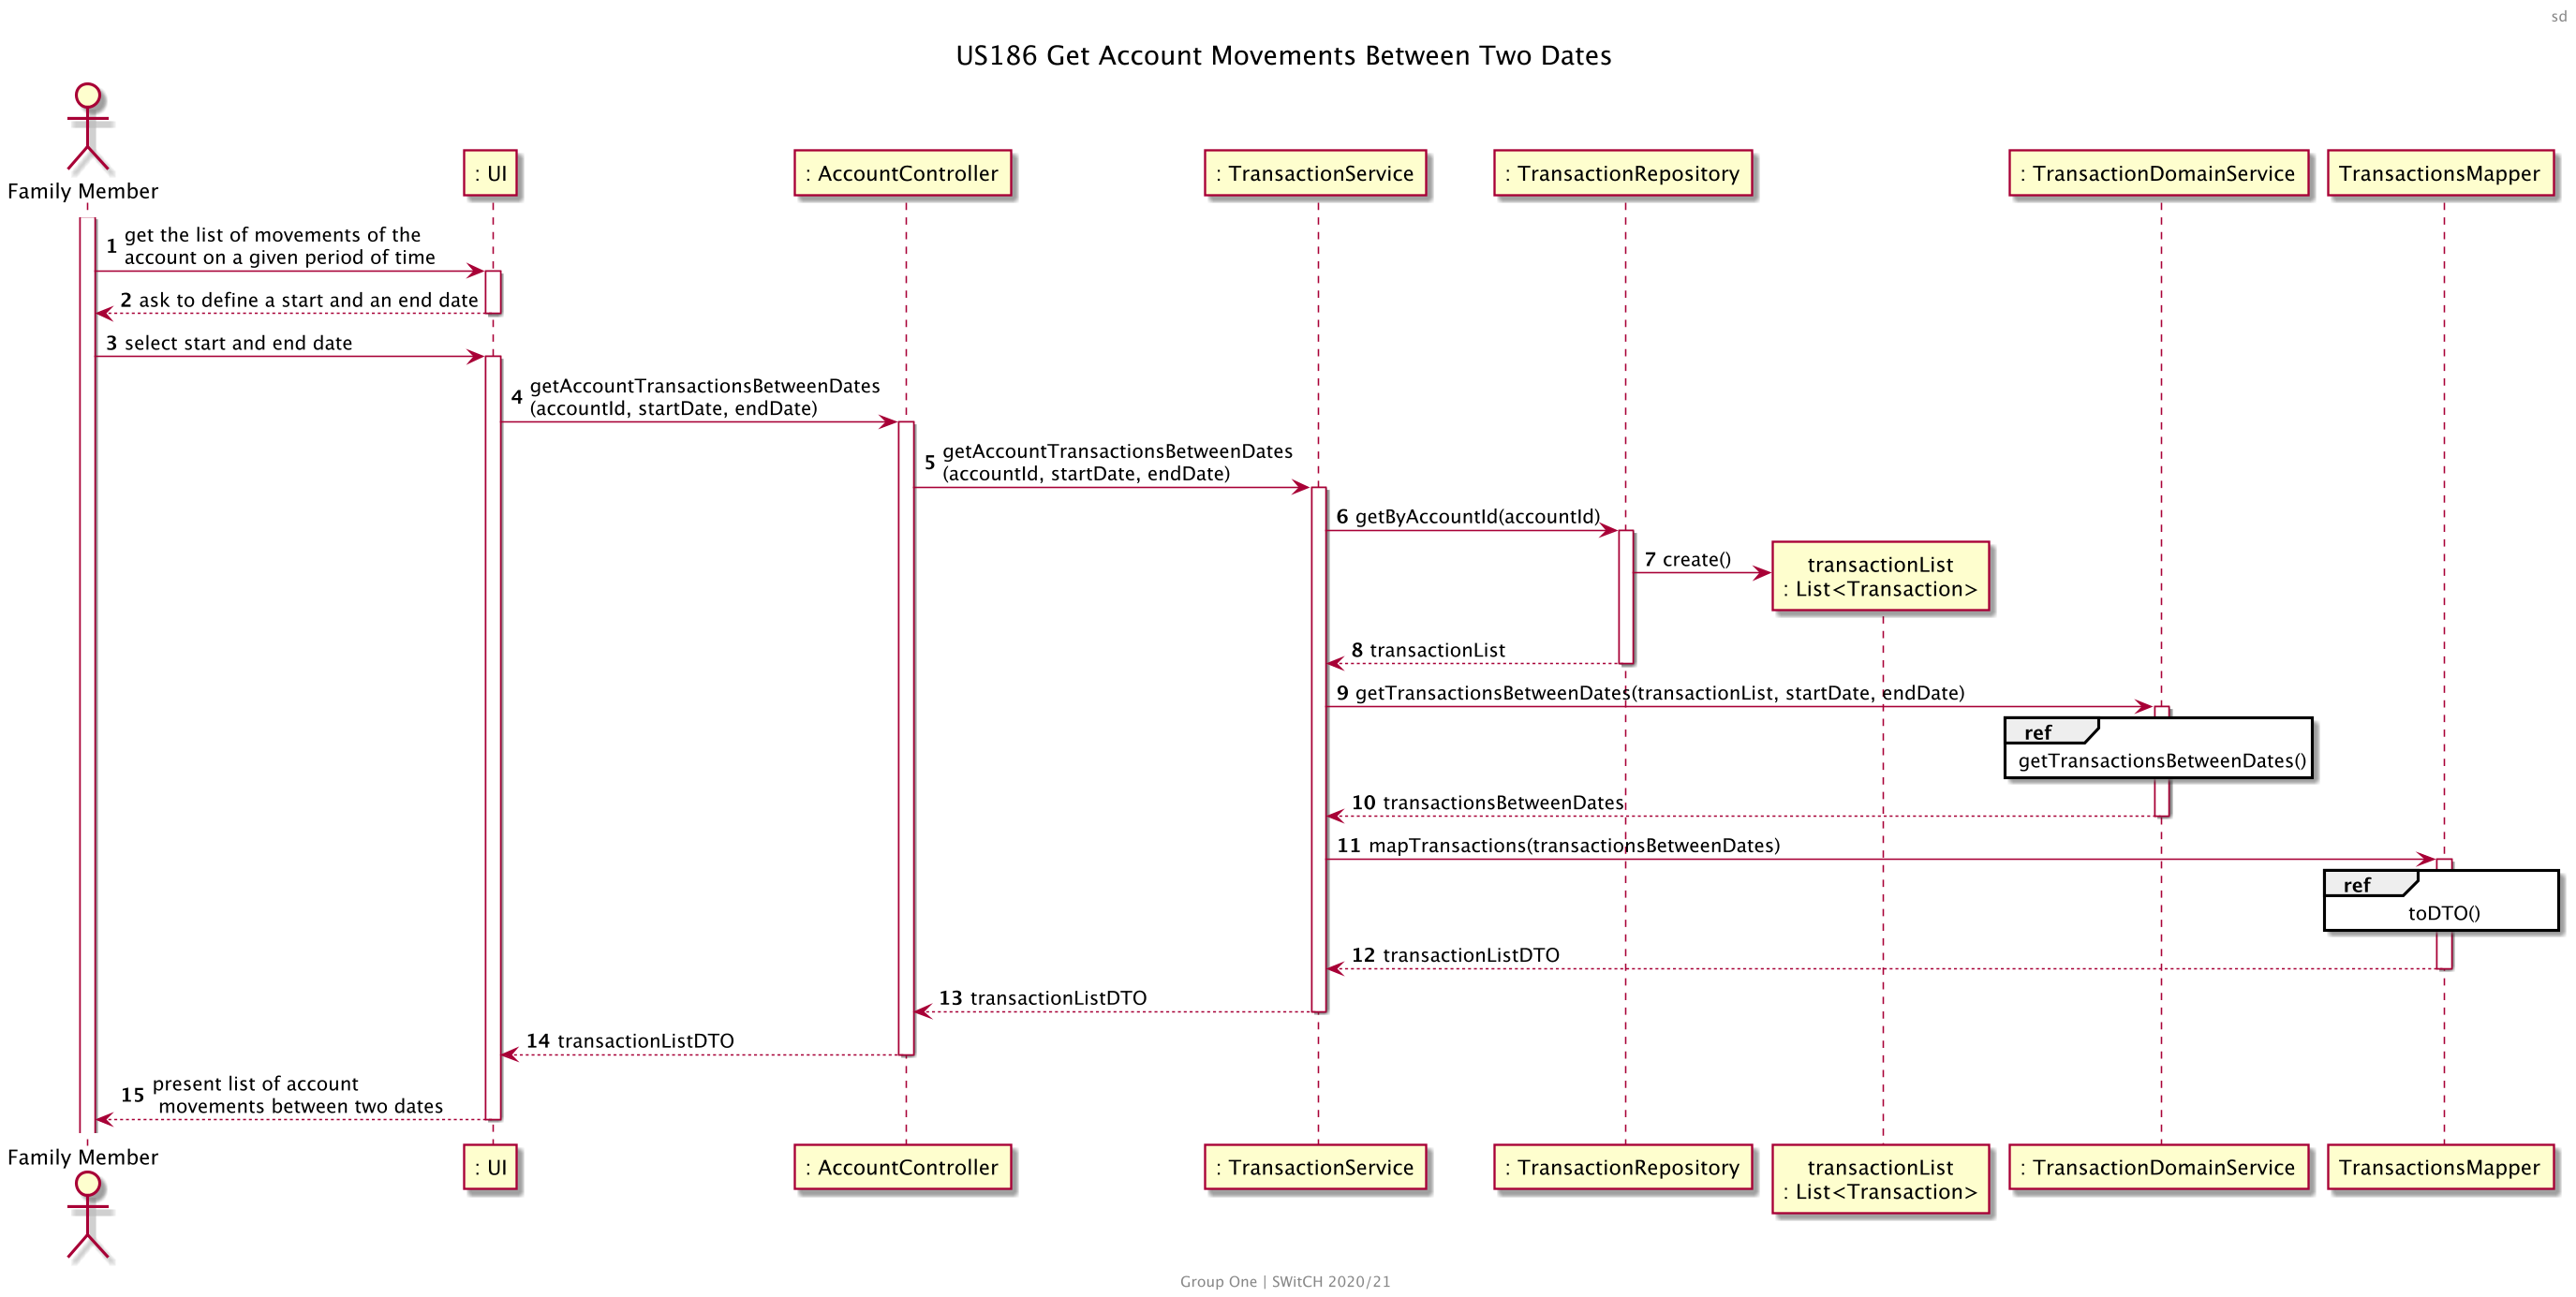 sd
US186 Get Account Movements Between Two Dates
Family Member
: UI
: AccountController
: TransactionService
: TransactionRepository
: TransactionDomainService
TransactionsMapper
1 get the list of movements of the
account on a given period of time
2 ask to define a start and an end date
3 select start and end date
4 getAccountTransactionsBetweenDates
(accountId, startDate, endDate)
5 getAccountTransactionsBetweenDates
(accountId, startDate, endDate)
6 getByAccountId(accountId)
7 create()
transactionList
: List<Transaction>
8 transactionList
9 getTransactionsBetweenDates(transactionList, startDate, endDate)
ref
getTransactionsBetweenDates()
10 transactionsBetweenDates
11 mapTransactions(transactionsBetweenDates)
ref
toDTO()
12 transactionListDTO
13 transactionListDTO
14 transactionListDTO
15 present list of account
movements between two dates
Family Member
: UI
: AccountController
: TransactionService
: TransactionRepository
transactionList
: List<Transaction>
: TransactionDomainService
TransactionsMapper
Group One | SWitCH 2020/21